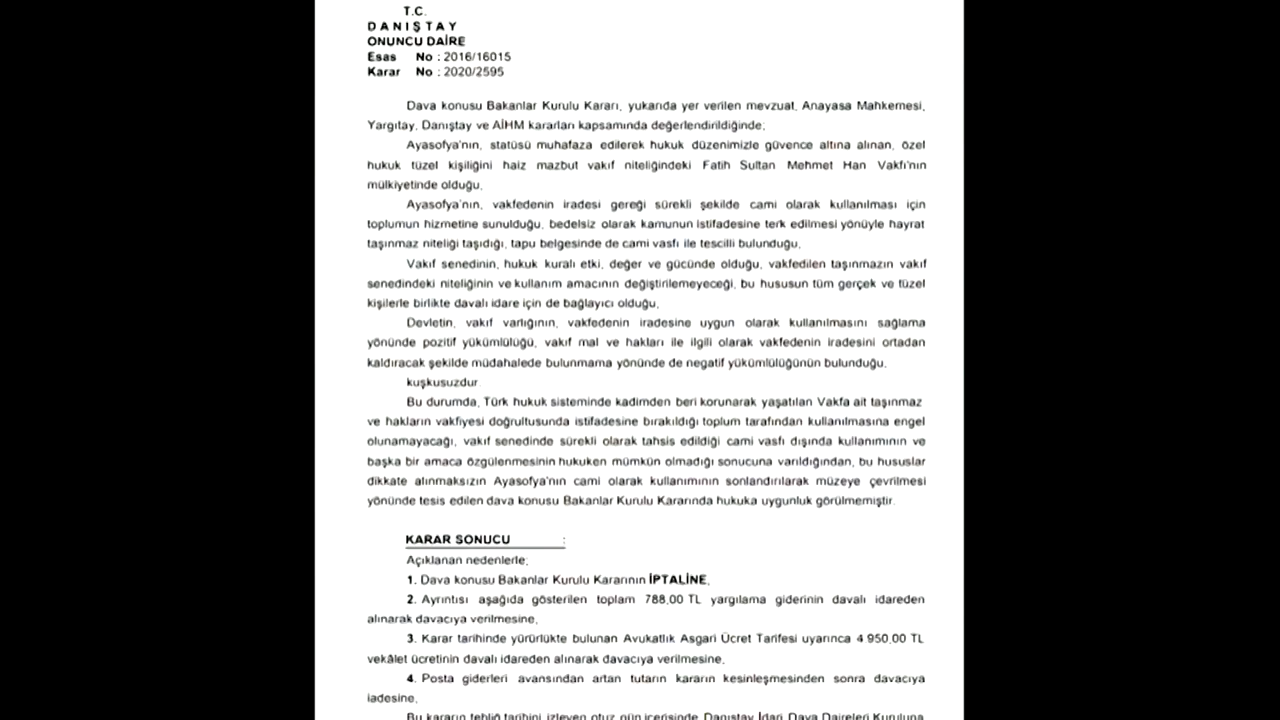 T.C.
D A N I Ş T A Y
ONUNCU DAİRE
Esas No : 2016/16015
Karar No : 2020/2595
Dava konusu Bakanlar Kurulu Kararı, yukarıda yer verilen mevzuat, Anayasa Mahkemesi,
Yargıtay, Danıştay ve AİHM kararları kapsamında değerlendirildiğinde;
Ayasofya'nın, statüsü muhafaza edilerek hukuk düzenimizle güvence altına alınan, özel
hukuk tüzel kişiliğini haiz mazbut vakıf niteliğindeki Fatih Sultan Mehmet Han Vakfı'nın
mülkiyetinde olduğu,
Ayasofya'nın, vakfedenin iradesi gereği sürekli şekilde cami olarak kullanılması için
toplumun hizmetine sunulduğu, bedelsiz olarak kamunun istifadesine terk edilmesi yönüyle hayrat
taşınmaz niteliği taşıdığı, tapu belgesinde de cami vasfı ile tescilli bulunduğu,
Vakıf senedinin, hukuk kuralı etki, değer ve gücünde olduğu, vakfedilen taşınmazın vakıf
senedindeki niteliğinin ve kullanım amacının değiştirilemeyeceği, bu hususun tüm gerçek ve tüzel
kişilerle birlikte davalı idare için de bağlayıcı olduğu,
Devletin, vakıf varlığının, vakfedenin iradesine uygun olarak kullanılmasını sağlama
yönünde pozitif yükümlülüğü, vakıf mal ve hakları ile ilgili olarak vakfedenin iradesini ortadan
kaldıracak şekilde müdahalede bulunmama yönünde de negatif yükümlülüğünün bulunduğu,
kuşkusuzdur.
Bu durumda, Türk hukuk sisteminde kadimden beri korunarak yaşatılan Vakfa ait taşınmaz
ve hakların vakfiyesi doğrultusunda istifadesine bırakıldığı toplum tarafından kullanılmasına engel
olunamayacağı, vakıf senedinde sürekli olarak tahsis edildiği cami vasfı dışında kullanımının ve
başka bir amaca özgülenmesinin hukuken mümkün olmadığı sonucuna varıldığından, bu hususlar
dikkate alınmaksızın Ayasofya'nın cami olarak kullanımının sonlandırılarak müzeye çevrilmesi
yönünde tesis edilen dava konusu Bakanlar Kurulu Kararında hukuka uygunluk görülmemiştir.
KARAR SONUCU :
Açıklanan nedenlerle;
1. Dava konusu Bakanlar Kurulu Kararının İPTALİNE,
2. Ayrıntısı aşağıda gösterilen toplam 788,00 TL yargılama giderinin davalı idareden
alınarak davacıya verilmesine,
3. Karar tarihinde yürürlükte bulunan Avukatlık Asgari Ücret Tarifesi uyarınca 4.950,00 TL
vekâlet ücretinin davalı idareden alınarak davacıya verilmesine,
4. Posta giderleri avansından artan tutarın kararın kesinleşmesinden sonra davacıya
iadesine,
Bu kararın tebliğ tarihini izleyen otuz gün içerisinde Danıştay İdari Dava Daireleri Kuruluna